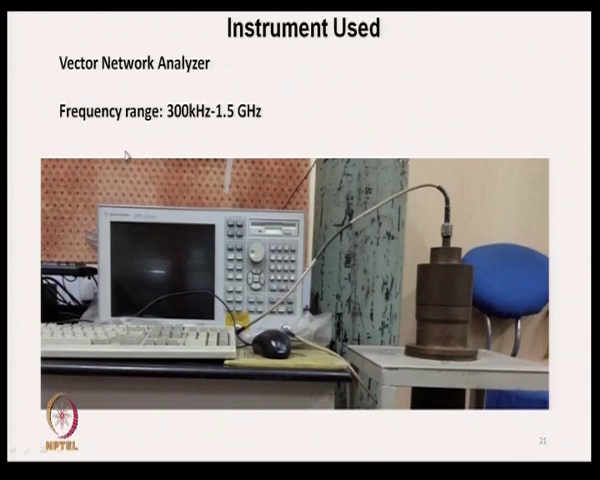 Instrument Used
Vector Network Analyzer
Frequency range: 300kHz-1.5 GHz
NPTEL
21